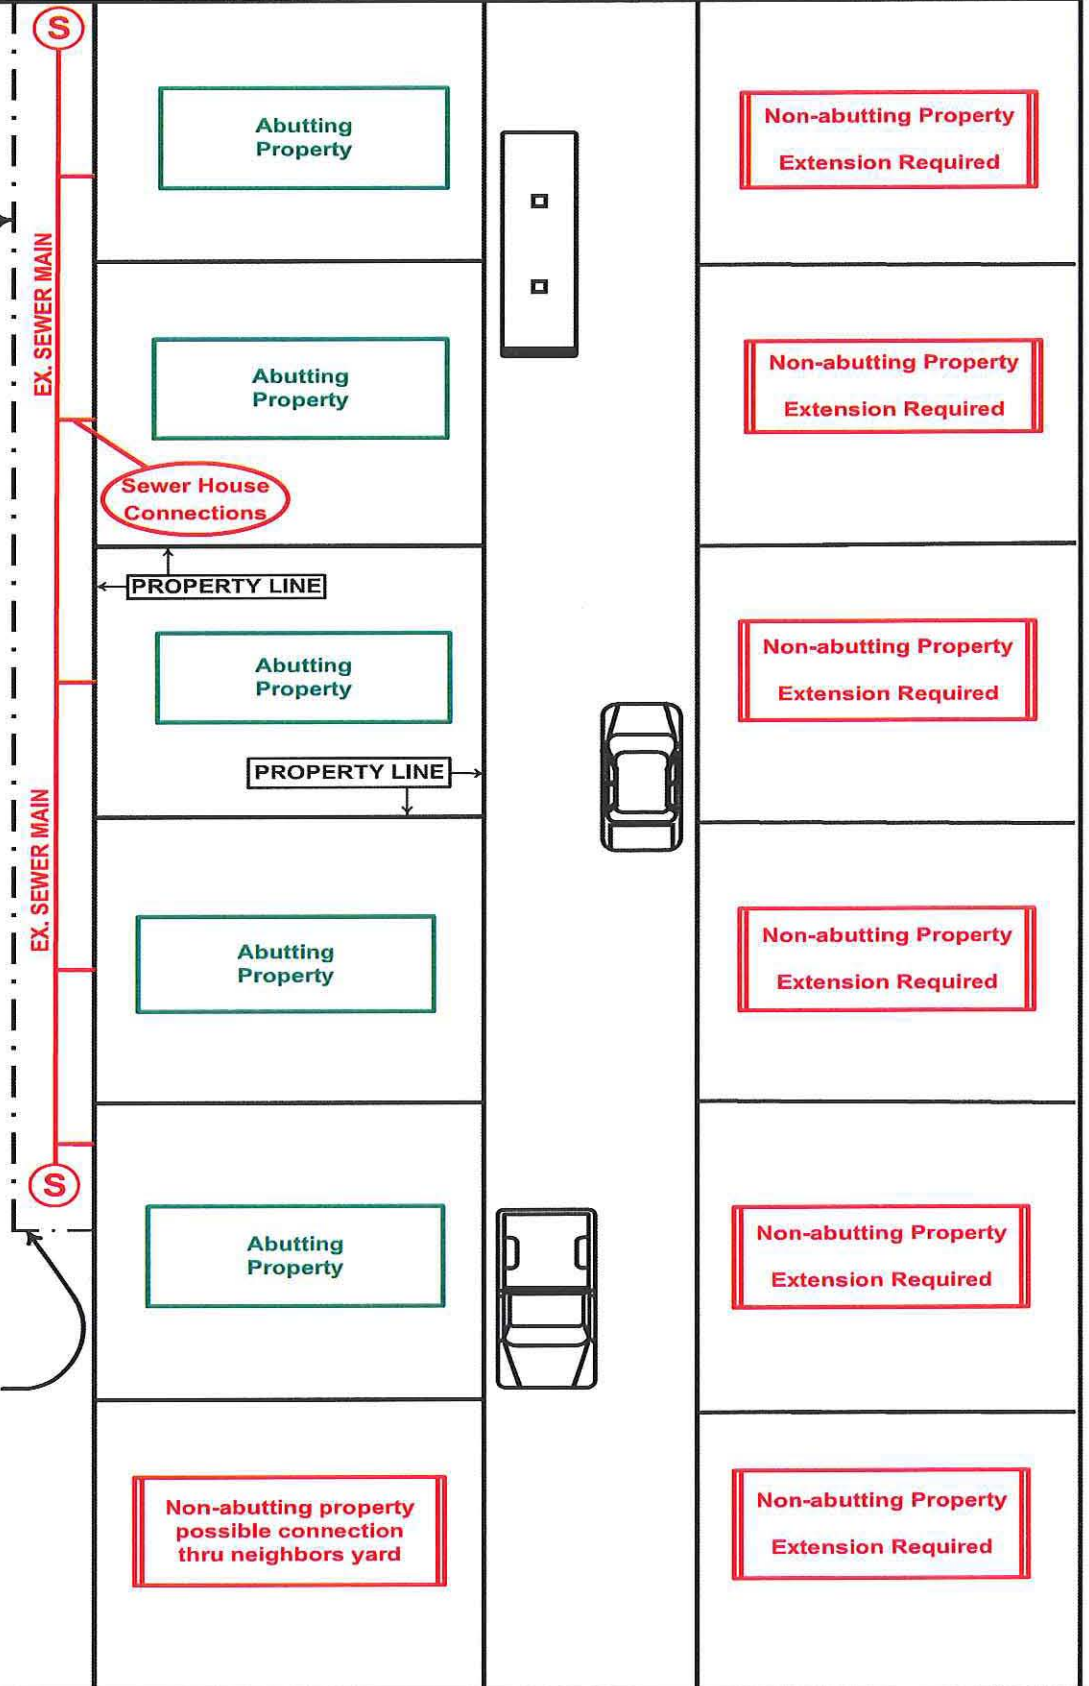 S
Abutting
Property
Non-abutting Property
Extension Required
EX. SEWER MAIN
Abutting
Property
Non-abutting Property
Extension Required
Sewer House
Connections
PROPERTY LINE
Abutting
Property
Non-abutting Property
Extension Required
PROPERTY LINE
EX. SEWER MAIN
Abutting
Property
Non-abutting Property
Extension Required
S
Abutting
Property
Non-abutting Property
Extension Required
Non-abutting property
possible connection
thru neighbors yard
Non-abutting Property
Extension Required